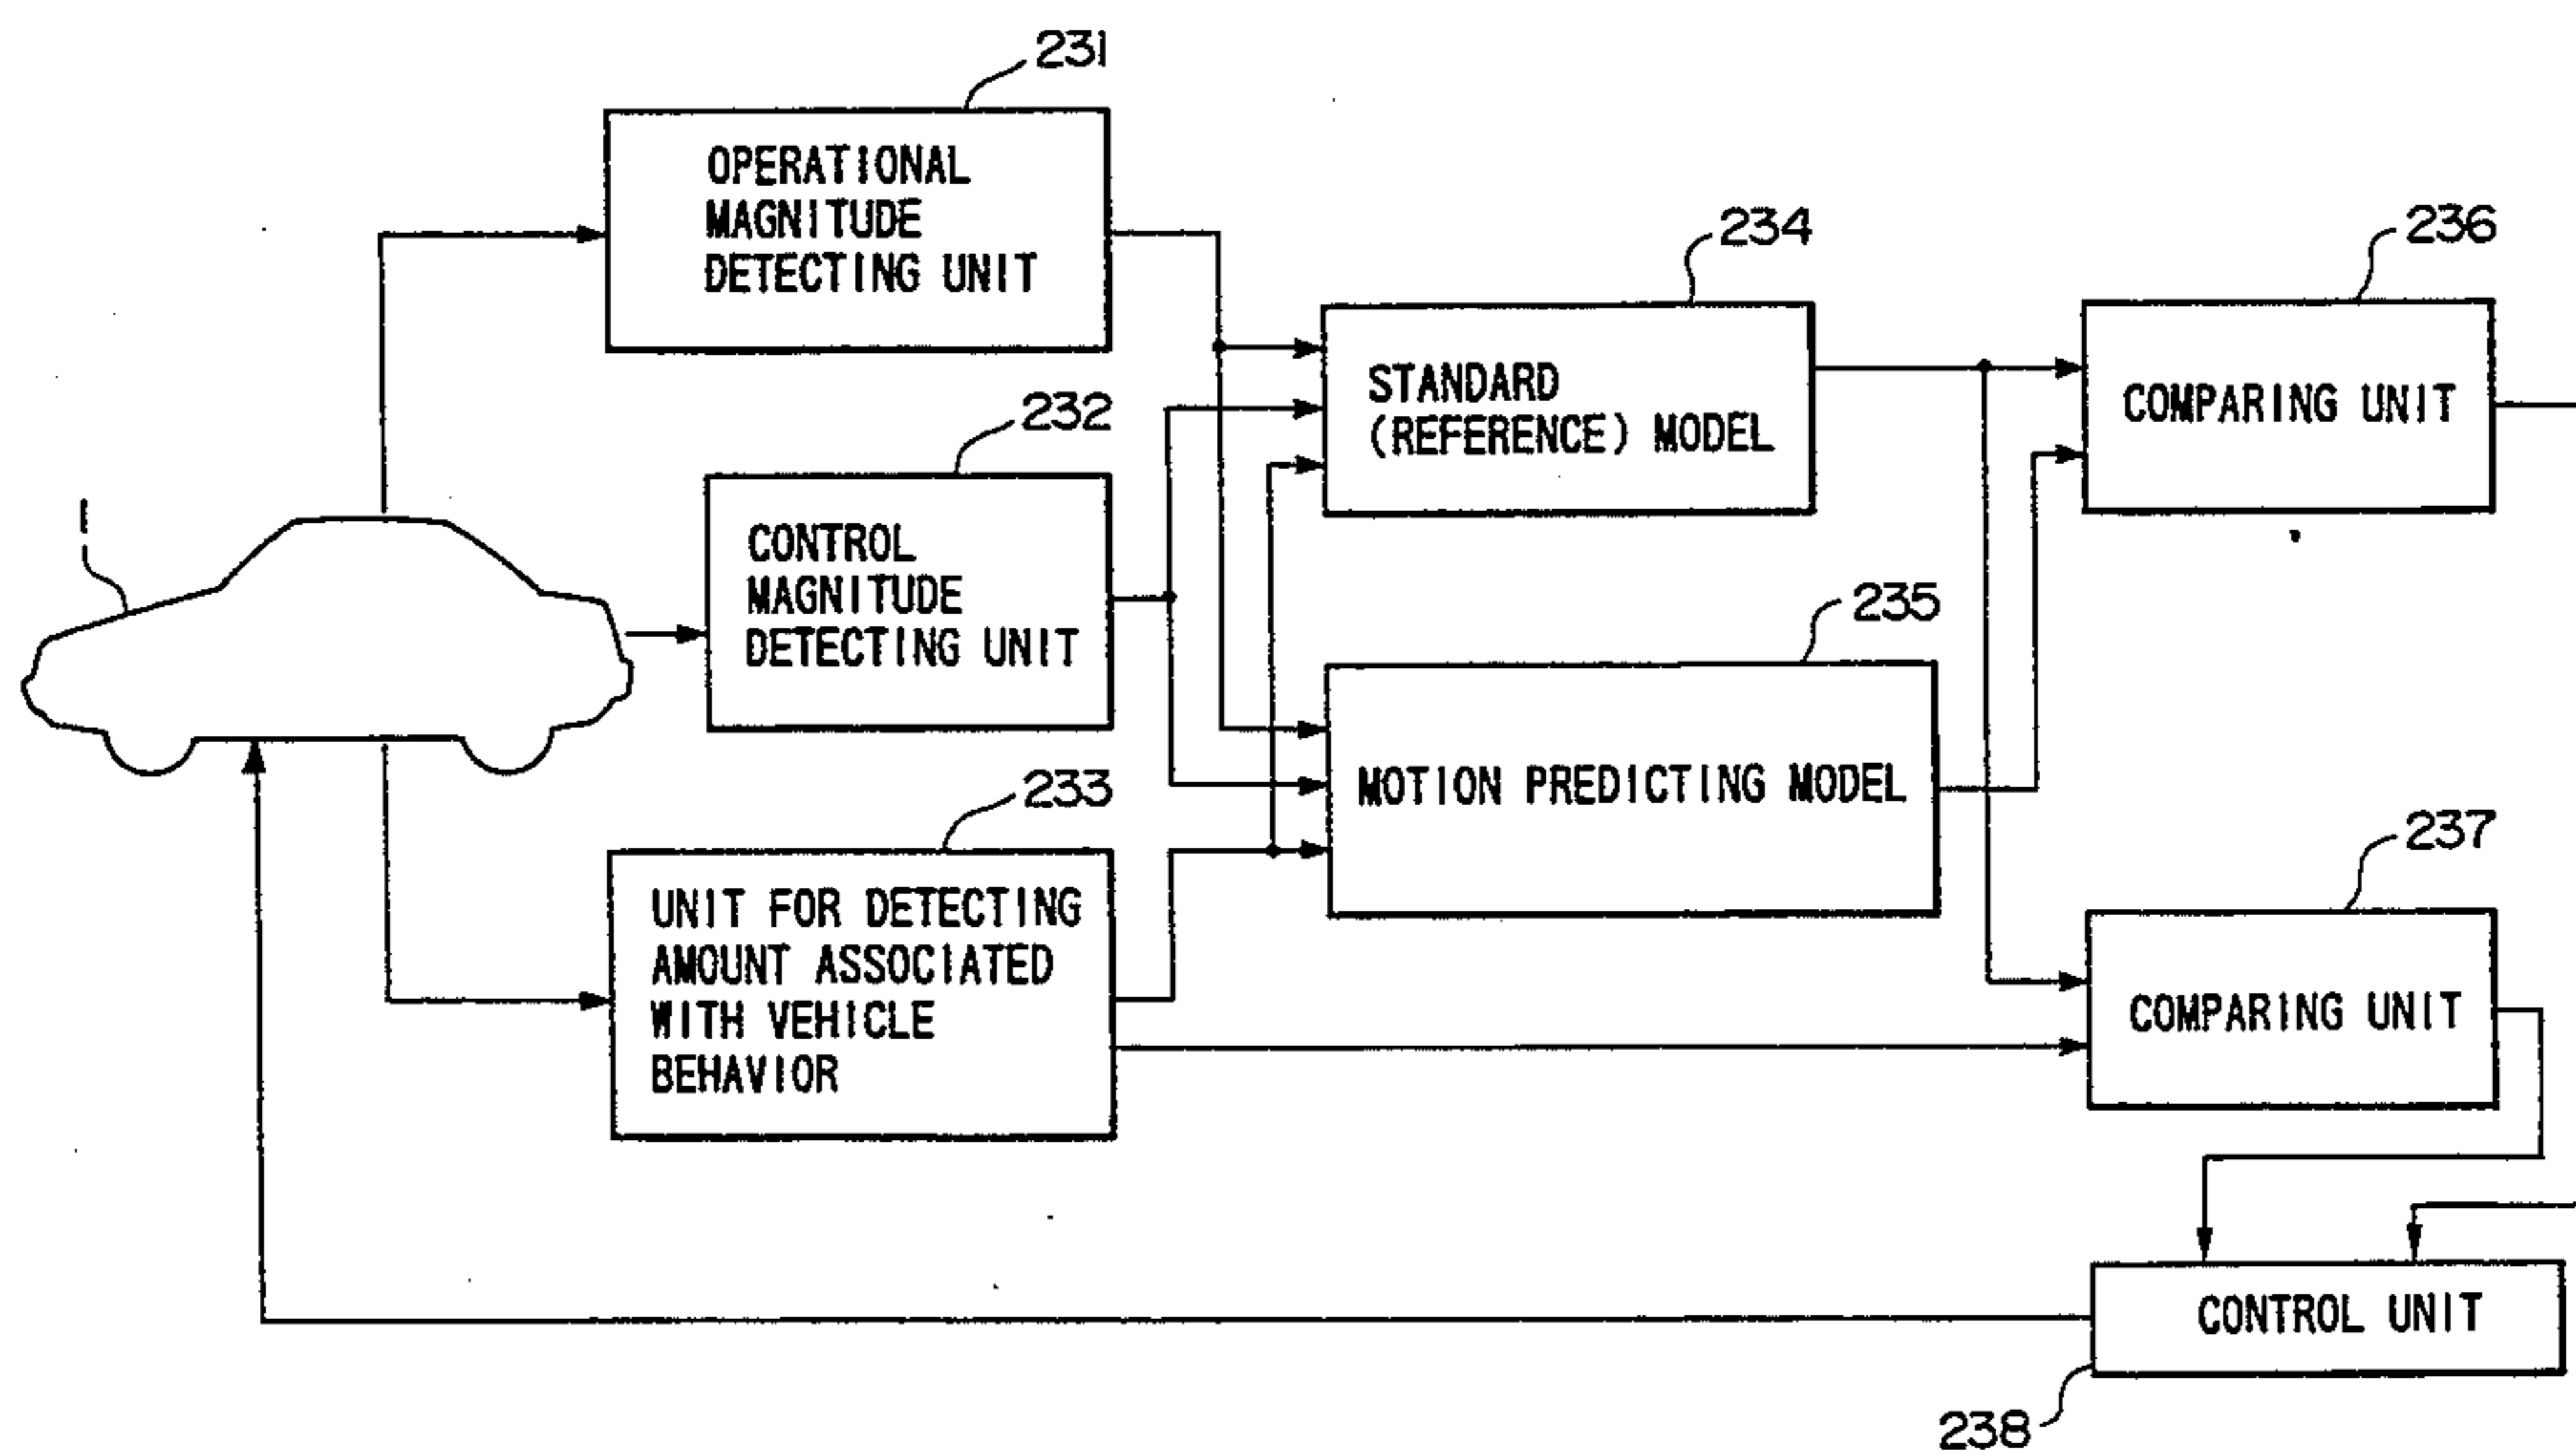 231
OPERATIONAL
MAGNITUDE
DETECTING UNIT
232
CONTROL
MAGNITUDE
DETECTING UNIT
1
233
UNIT FOR DETECTING
AMOUNT ASSOCIATED
WITH VEHICLE
BEHAVIOR
234
STANDARD
(REFERENCE) MODEL
235
MOTION PREDICTING MODEL
236
COMPARING UNIT
237
COMPARING UNIT
CONTROL UNIT
238